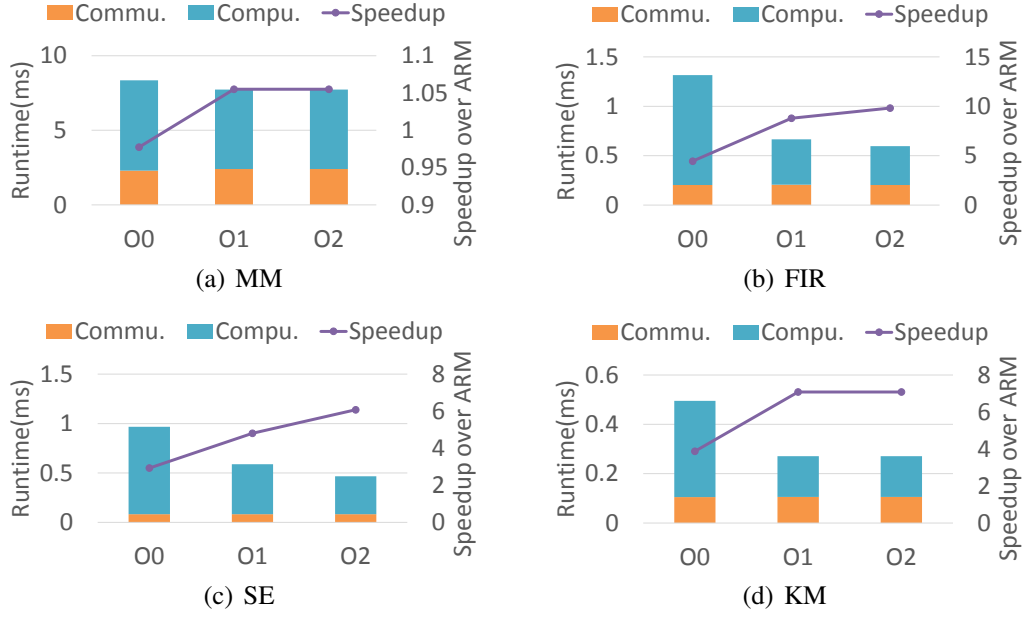 Commu. Compu. Speedup
Runtime(ms)
10
5
0
1.1
1.05
1
0.95
0.9
Speedup over ARM
O0 O1 O2
(a) MM
Commu. Compu. Speedup
Runtime(ms)
1.5
1
0.5
0
15
10
5
0
Speedup over ARM
O0 O1 O2
(b) FIR
Commu. Compu. Speedup
Runtime(ms)
1.5
1
0.5
0
8
6
4
2
0
Speedup over ARM
O0 O1 O2
(c) SE
Commu. Compu. Speedup
Runtime(ms)
0.6
0.4
0.2
0
8
6
4
2
0
Speedup over ARM
O0 O1 O2
(d) KM